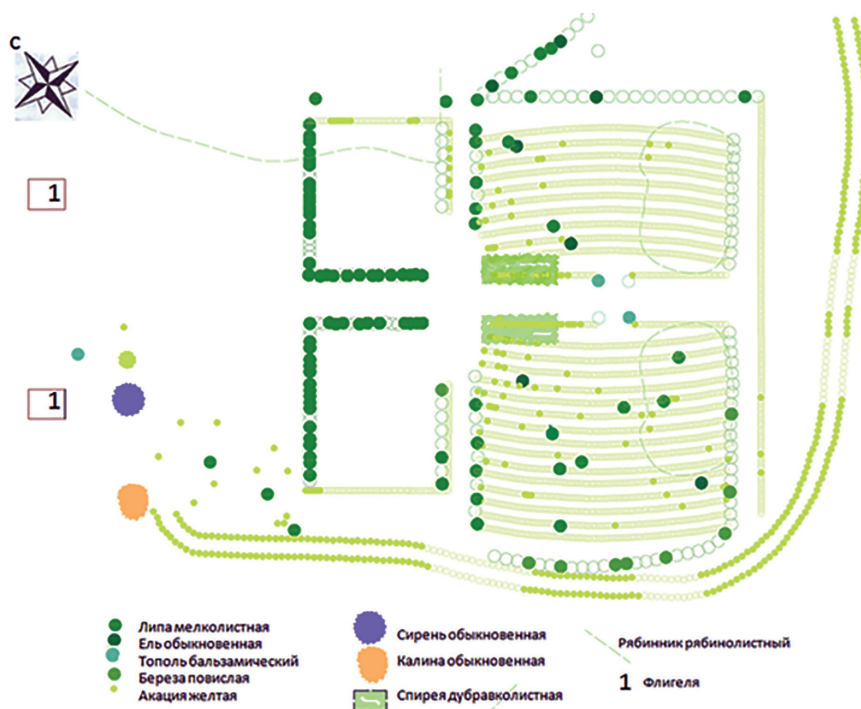 С
1
1
Липа мелколистная
Ель обыкновенная
Тополь бальзамический
Береза повислая
Акация желтая
Сирень обыкновенная
Калина обыкновенная
Спирея дубравколистная
Рябинник рябинолистный
1 Флигеля